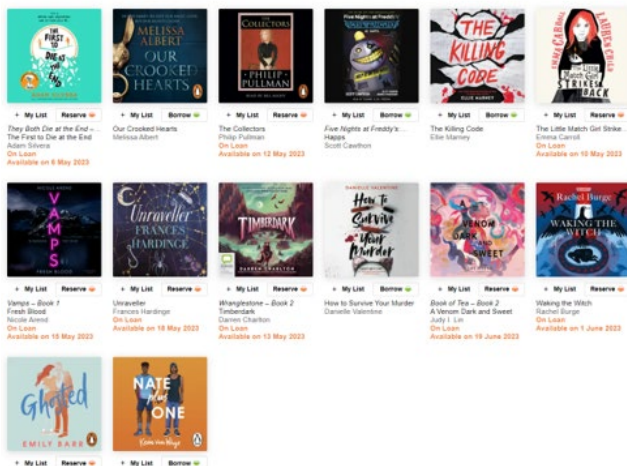 THE FIRST TO DIE AT THE END
ADAM SILVERA
MELISSA ALBERT
OUR CROOKED HEARTS
THE COLLECTORS
PHILIP PULLMAN
Five Nights at Freddy's
THE KILLING CODE
ELLIE MARNEY
EMMA CARROLL
LAUREN CHILD
The Little Match Girl STRIKES BACK
+ My List Reserve
+ My List Borrow
+ My List Reserve
+ My List Borrow
+ My List Borrow
+ My List Reserve
They Both Die at the End – ...
The First to Die at the End
Adam Silvera
On Loan
Available on 6 May 2023
Our Crooked Hearts
Melissa Albert
The Collectors
Philip Pullman
On Loan
Available on 12 May 2023
Five Nights at Freddy's ...
Happs
Scott Cawthon
The Killing Code
Ellie Marney
The Little Match Girl Strike...
Emma Carroll
On Loan
Available on 10 May 2023
NICOLE AREND
VAMPS
FRESH BLOOD
Unraveller
FRANCES HARDINGE
TIMBERDARK
DARREN CHARLTON
DANIELLE VALENTINE
How to Survive Your Murder
A VENOM DARK AND SWEET
Rachel Burge
WAKING THE WITCH
+ My List Reserve
+ My List Reserve
+ My List Reserve
+ My List Borrow
+ My List Reserve
+ My List Reserve
Vamps – Book 1
Fresh Blood
Nicole Arend
On Loan
Available on 15 May 2023
Unraveller
Frances Hardinge
On Loan
Available on 18 May 2023
Wranglestone – Book 2
Timberdark
Darren Charlton
On Loan
Available on 13 May 2023
How to Survive Your Murder
Danielle Valentine
Book of Tea – Book 2
A Venom Dark and Sweet
Judy I. Lin
On Loan
Available on 19 June 2023
Waking the Witch
Rachel Burge
On Loan
Available on 1 June 2023
Ghosted
EMILY BARR
NATE plus ONE
Kevin van Whye
+ My List Reserve
+ My List Borrow